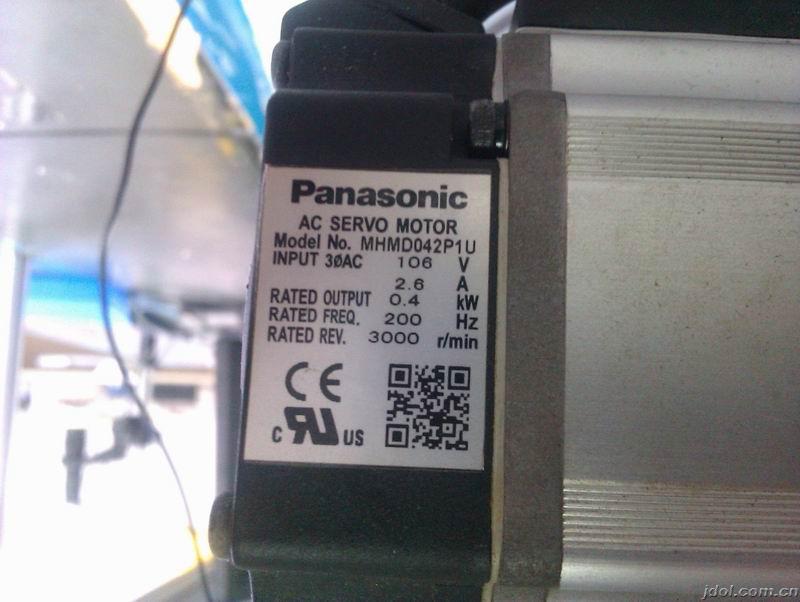 Panasonic
AC SERVO MOTOR
Model No. MHMD042P1U
INPUT 3ØAC 106 V
2.6 A
RATED OUTPUT 0.4 kW
RATED FREQ. 200 Hz
RATED REV. 3000 r/min
CE
C RU US
jdol.com.cn